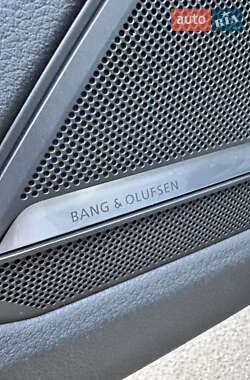 auto RIA
BANG & OLUFSEN